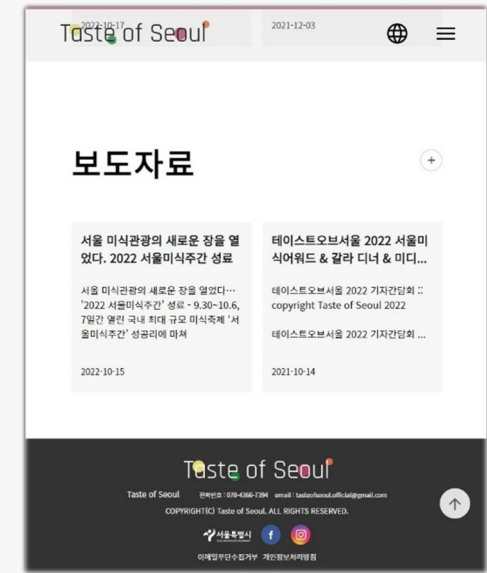 2022-10-17
2021-12-03
Taste of Seoul
보도자료
서울 미식관광의 새로운 장을 열
었다. 2022 서울미식주간 성료
서울 미식관광의 새로운 장을 열었다…
'2022 서울미식주간' 성료 - 9.30~10.6,
7일간 열린 국내 최대 규모 미식축제 '서
울미식주간' 성공리에 마쳐
2022-10-15
테이스트오브서울 2022 서울미
식어워드 & 갈라 디너 & 미디...
테이스트오브서울 2022 기자간담회 ::
copyright Taste of Seoul 2022
테이스트오브서울 2022 기자간담회 ...
2021-10-14
Taste of Seoul
Taste of Seoul 전화번호 : 070-4366-7394 email : tasteofseoul.official@gmail.com
COPYRIGHT(C) Taste of Seoul. ALL RIGHTS RESERVED.
서울특별시
이메일무단수집거부 개인정보처리방침